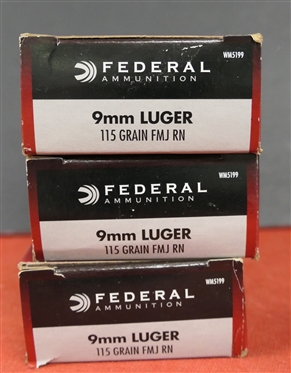 WM5199
FEDERAL
AMMUNITION
9mm LUGER
115 GRAIN FMJ RN
WM5199
FEDERAL
AMMUNITION
9mm LUGER
115 GRAIN FMJ RN
WM5199
FEDERAL
AMMUNITION
9mm LUGER
115 GRAIN FMJ RN